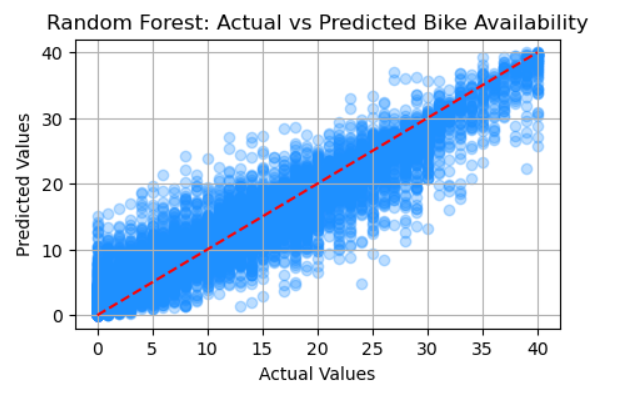 Random Forest: Actual vs Predicted Bike Availability
40
30
20
10
0
Predicted Values
0 5 10 15 20 25 30 35 40
Actual Values